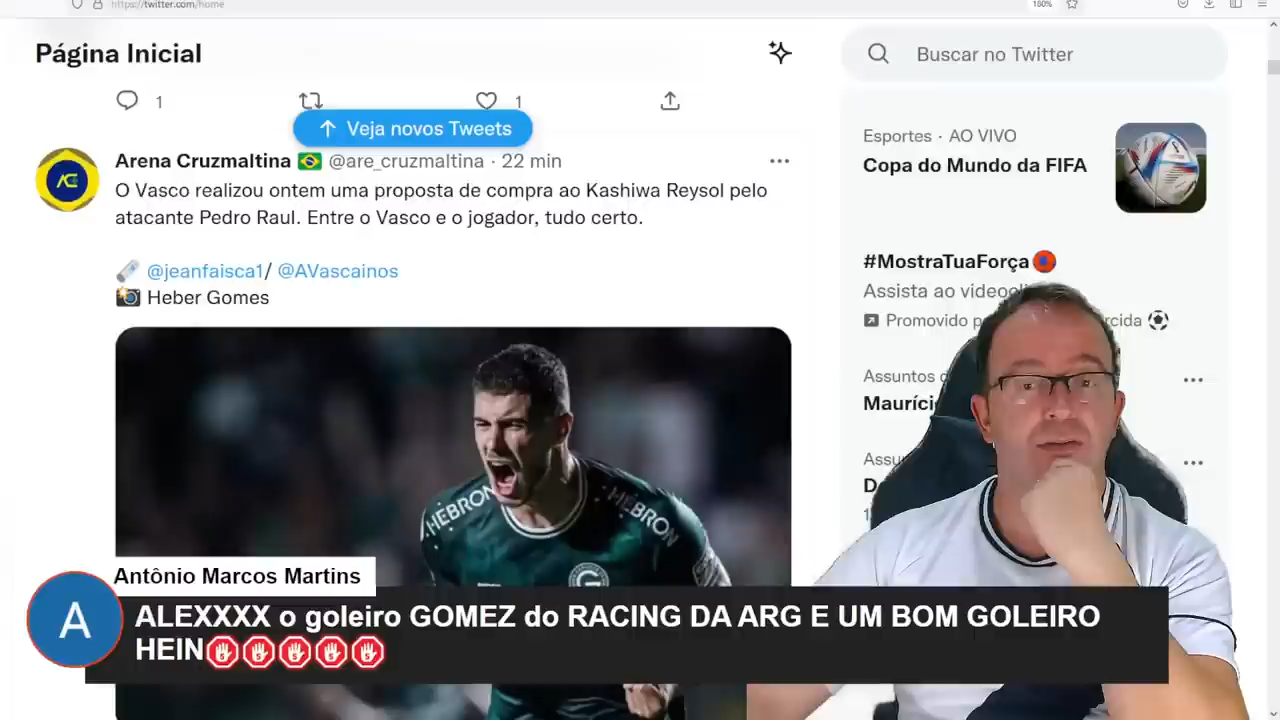 https://twitter.com/home
180%
Página Inicial
Buscar no Twitter
1
1
Veja novos Tweets
Arena Cruzmaltina 🇧🇷 @are_cruzmaltina · 22 min
O Vasco realizou ontem uma proposta de compra ao Kashiwa Reysol pelo
atacante Pedro Raul. Entre o Vasco e o jogador, tudo certo.
@jeanfaisca1/ @AVascainos
Heber Gomes
Esportes · AO VIVO
Copa do Mundo da FIFA
#MostraTuaForça
Assista ao
Promovido
Assuntos
HEBRON
HEBRON
G
Antônio Marcos Martins
A
ALEXXXX o goleiro GOMEZ do RACING DA ARG E UM BOM GOLEIRO
HEIN